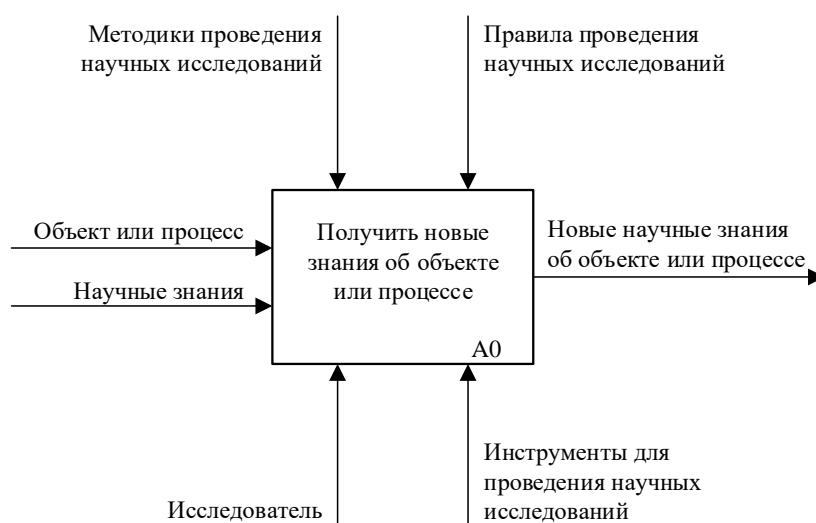 Методики проведения
научных исследований
Правила проведения
научных исследований
Объект или процесс
Научные знания
Получить новые
знания об объекте
или процессе
A0
Новые научные знания
об объекте или процессе
Исследователь
Инструменты для
проведения научных
исследований